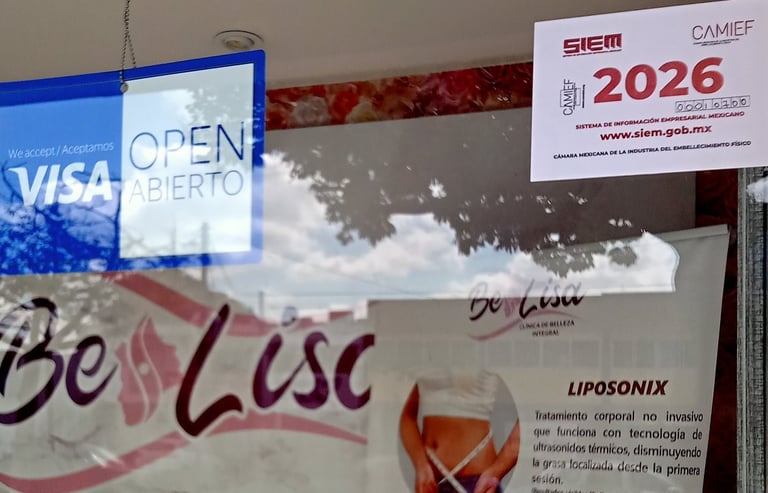 We accept / Aceptamos
VISA
OPEN
ABIERTO
SIEM
CAMIEF
CAMIEF
2026
SISTEMA DE INFORMACIÓN EMPRESARIAL MEXICANO
www.siem.gob.mx
CÁMARA MEXICANA DE LA INDUSTRIA DEL EMBELLECIMIENTO FÍSICO
Be Lisa
Be Lisa
CLÍNICA DE BELLEZA
INTEGRAL
LIPOSONIX
Tratamiento corporal no invasivo
que funciona con tecnología de
ultrasonidos térmicos, disminuyendo
la grasa localizada desde la primera
sesión.